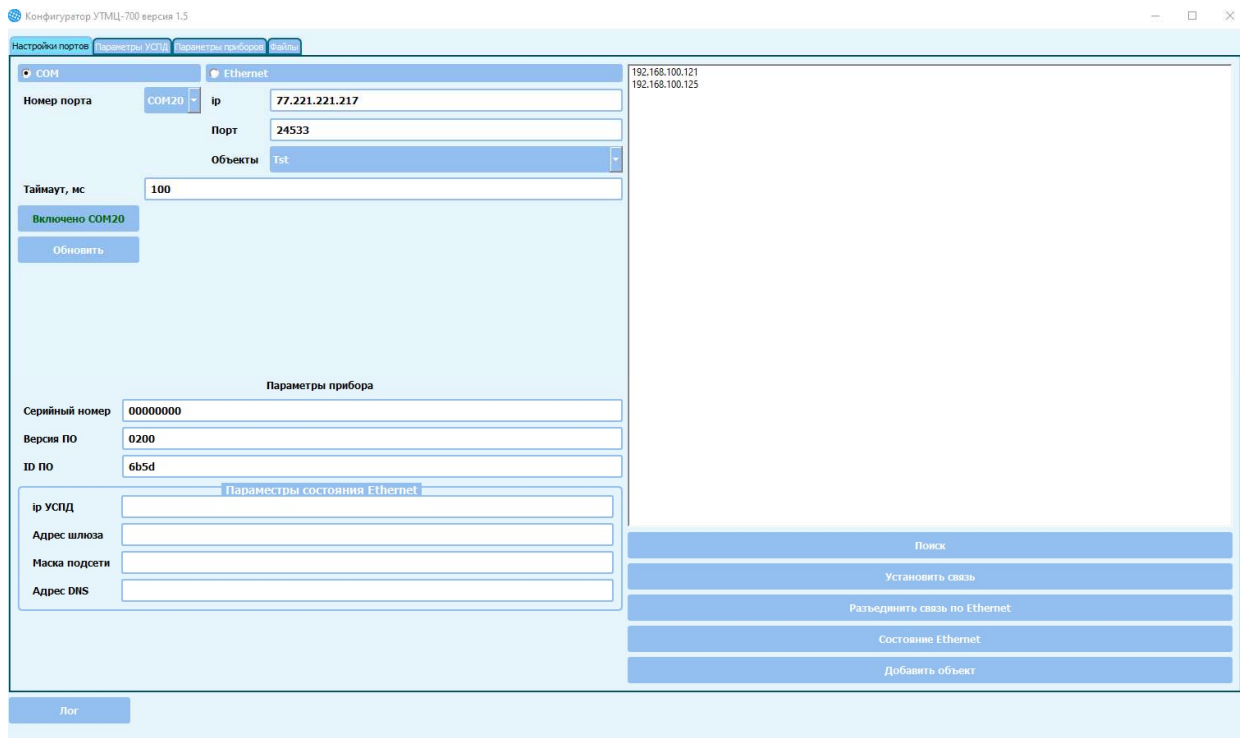 Конфигуратор УТМЦ-700 версия 1.5
Настройки портов Параметры УСПД Параметры приборов Файлы
COM Ethernet
Номер порта COM20 ip 77.221.221.217
Порт 24533
Объекты Tst
Таймаут, мс 100
Включено COM20
Обновить
Параметры прибора
Серийный номер 00000000
Версия ПО 0200
ID ПО 6b5d
Параместры состояния Ethernet
ip УСПД
Адрес шлюза
Маска подсети
Адрес DNS
192.168.100.121
192.168.100.125
Поиск
Установить связь
Разъединить связь по Ethernet
Состояние Ethernet
Добавить объект
Лог